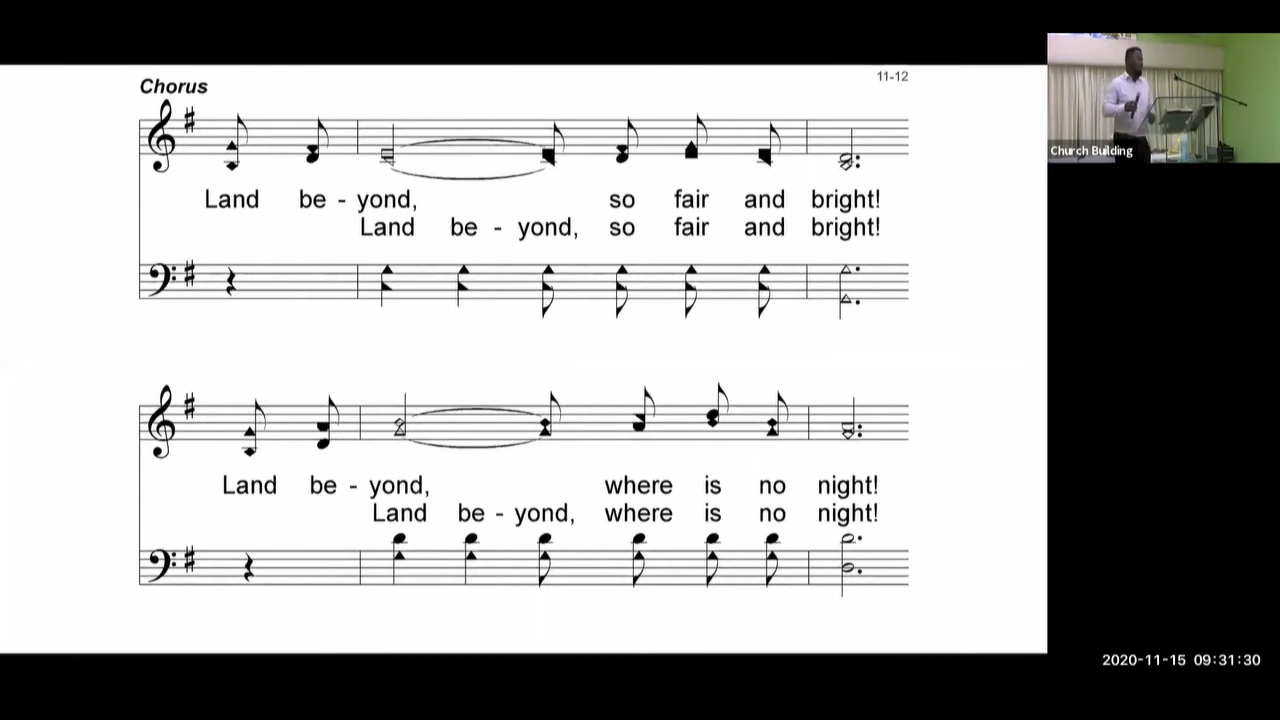 Chorus
11-12
Land be - yond, so fair and bright!
Land be - yond, so fair and bright!
Land be - yond, where is no night!
Land be - yond, where is no night!
Church Building
2020-11-15 09:31:30